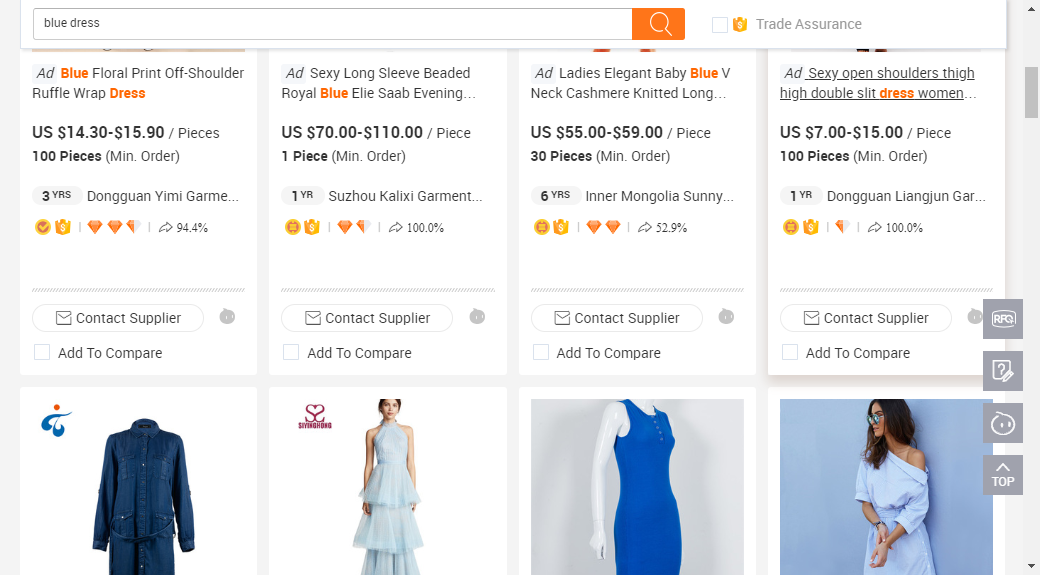 blue dress
Trade Assurance
Ad Blue Floral Print Off-Shoulder
Ruffle Wrap Dress
US $14.30-$15.90 / Pieces
100 Pieces (Min. Order)
3 YRS Dongguan Yimi Garme...
94.4%
Contact Supplier
Add To Compare
Ad Sexy Long Sleeve Beaded
Royal Blue Elie Saab Evening...
US $70.00-$110.00 / Piece
1 Piece (Min. Order)
1 YR Suzhou Kalixi Garment...
100.0%
Contact Supplier
Add To Compare
Ad Ladies Elegant Baby Blue V
Neck Cashmere Knitted Long...
US $55.00-$59.00 / Piece
30 Pieces (Min. Order)
6 YRS Inner Mongolia Sunny...
52.9%
Contact Supplier
Add To Compare
Ad Sexy open shoulders thigh
high double slit dress women...
US $7.00-$15.00 / Piece
100 Pieces (Min. Order)
1 YR Dongguan Liangjun Gar...
100.0%
Contact Supplier
Add To Compare
RFQ
TOP
SIYINGHONG